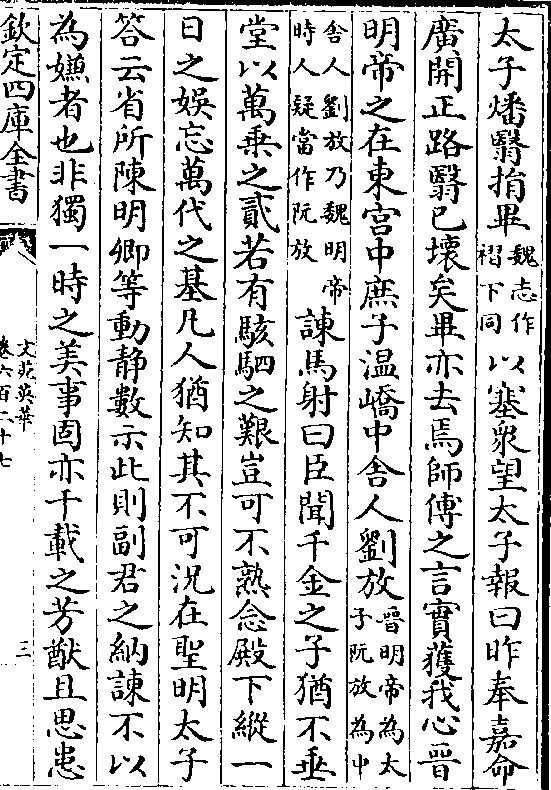 太子燔翳捐畢魏志作褶下同以塞衆望太子報曰昨奉嘉命
廣開正路翳已壞矣畢亦去焉師傅之言實獲我心晉
明帝之在東宫中庶子温嶠中舍人劉放晉明帝為太子阮放為中
舍人劉放乃魏明帝時人疑當作阮放諫馬射曰臣聞千金之子猶不垂
堂以萬乗之貳若有駭駟之艱豈可不熟念殿下縱一
日之娱忘萬代之基凡人猶知其不可況在聖明太子
答云省所陳明卿等動静數示此則副君之納諫不以
為嫌者也非獨一時之美事固亦千載之芳猷且思患
欽定四庫全書
文苑英華
卷六百二十七
三